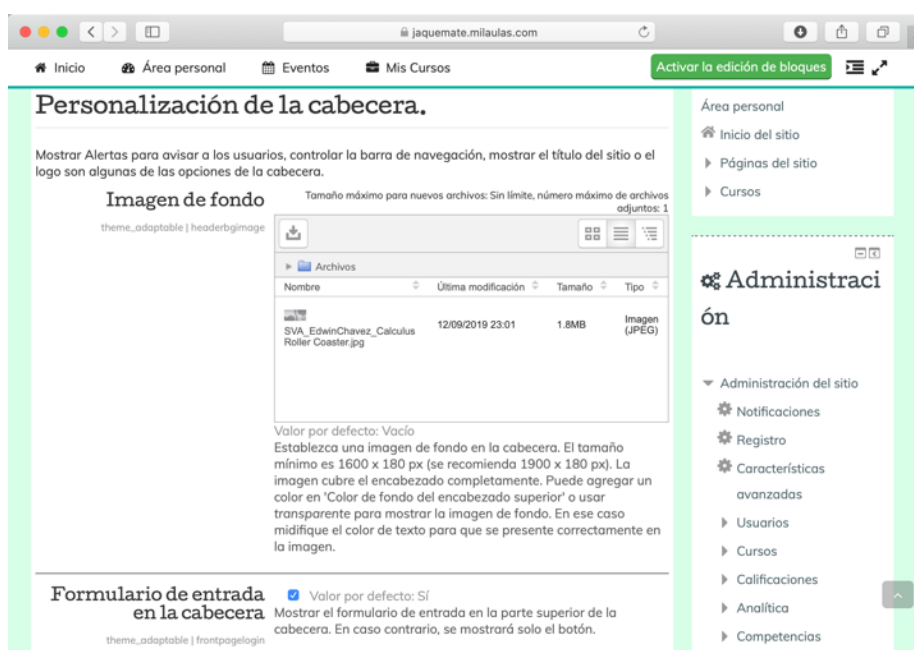 jaquemate.milaulas.com
Inicio Área personal Eventos Mis Cursos Activar la edición de bloques
Personalización de la cabecera.
Mostrar Alertas para avisar a los usuarios, controlar la barra de navegación, mostrar el título del sitio o el
logo son algunas de las opciones de la cabecera.
Imagen de fondo
theme_adaptable | headerbgimage
Tamaño máximo para nuevos archivos: Sin límite, número máximo de archivos
adjuntos: 1
Archivos
Nombre Última modificación Tamaño Tipo
SVA_EdwinChavez_Calculus
Roller Coaster.jpg
12/09/2019 23:01 1.8MB Imagen
(JPEG)
Valor por defecto: Vacío
Establezca una imagen de fondo en la cabecera. El tamaño
mínimo es 1600 x 180 px (se recomienda 1900 x 180 px). La
imagen cubre el encabezado completamente. Puede agregar un
color en 'Color de fondo del encabezado superior' o usar
transparente para mostrar la imagen de fondo. En ese caso
midifique el color de texto para que se presente correctamente en
la imagen.
Formulario de entrada
en la cabecera
theme_adaptable | frontpagelogin
Valor por defecto: Sí
Mostrar el formulario de entrada en la parte superior de la
cabecera. En caso contrario, se mostrará solo el botón.
Área personal
Inicio del sitio
Páginas del sitio
Cursos
Administraci
ón
Administración del sitio
Notificaciones
Registro
Características
avanzadas
Usuarios
Cursos
Calificaciones
Analítica
Competencias